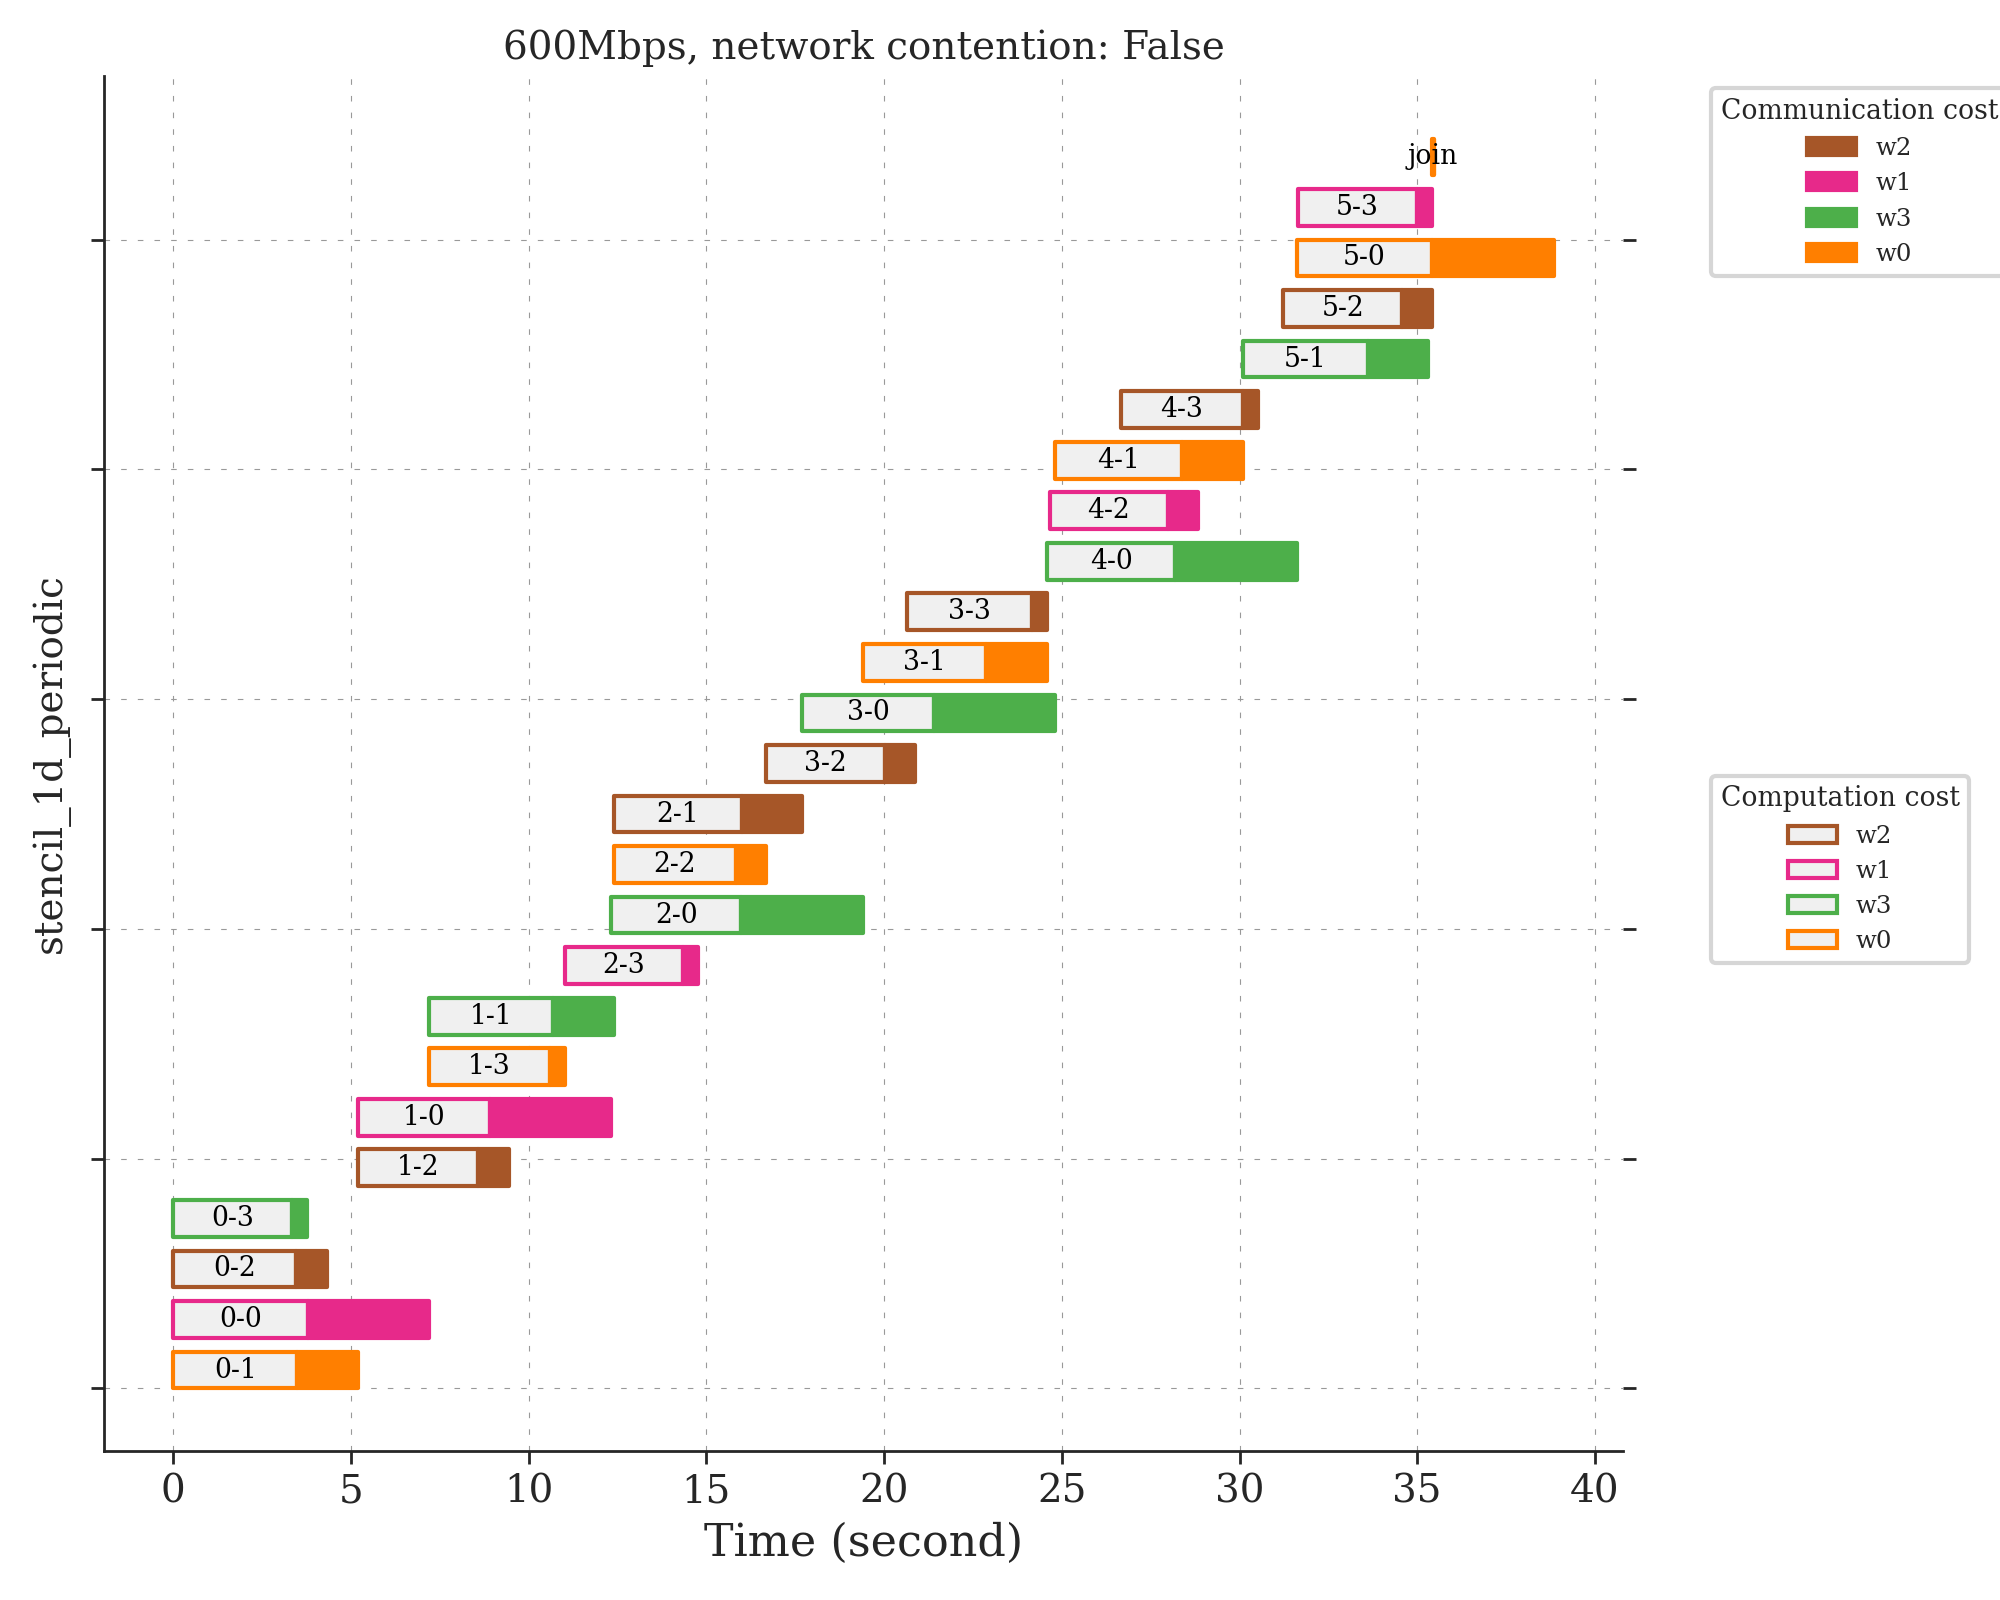 600Mbps, network contention: False
Communication cost
w2
w1
w3
w0
join
5-3
5-0
5-2
5-1
4-3
4-1
4-2
4-0
3-3
3-1
3-0
3-2
2-1
2-2
2-0
2-3
1-1
1-3
1-0
1-2
0-3
0-2
0-0
0-1
stencil_1d_periodic
Computation cost
w2
w1
w3
w0
0 5 10 15 20 25 30 35 40
Time (second)